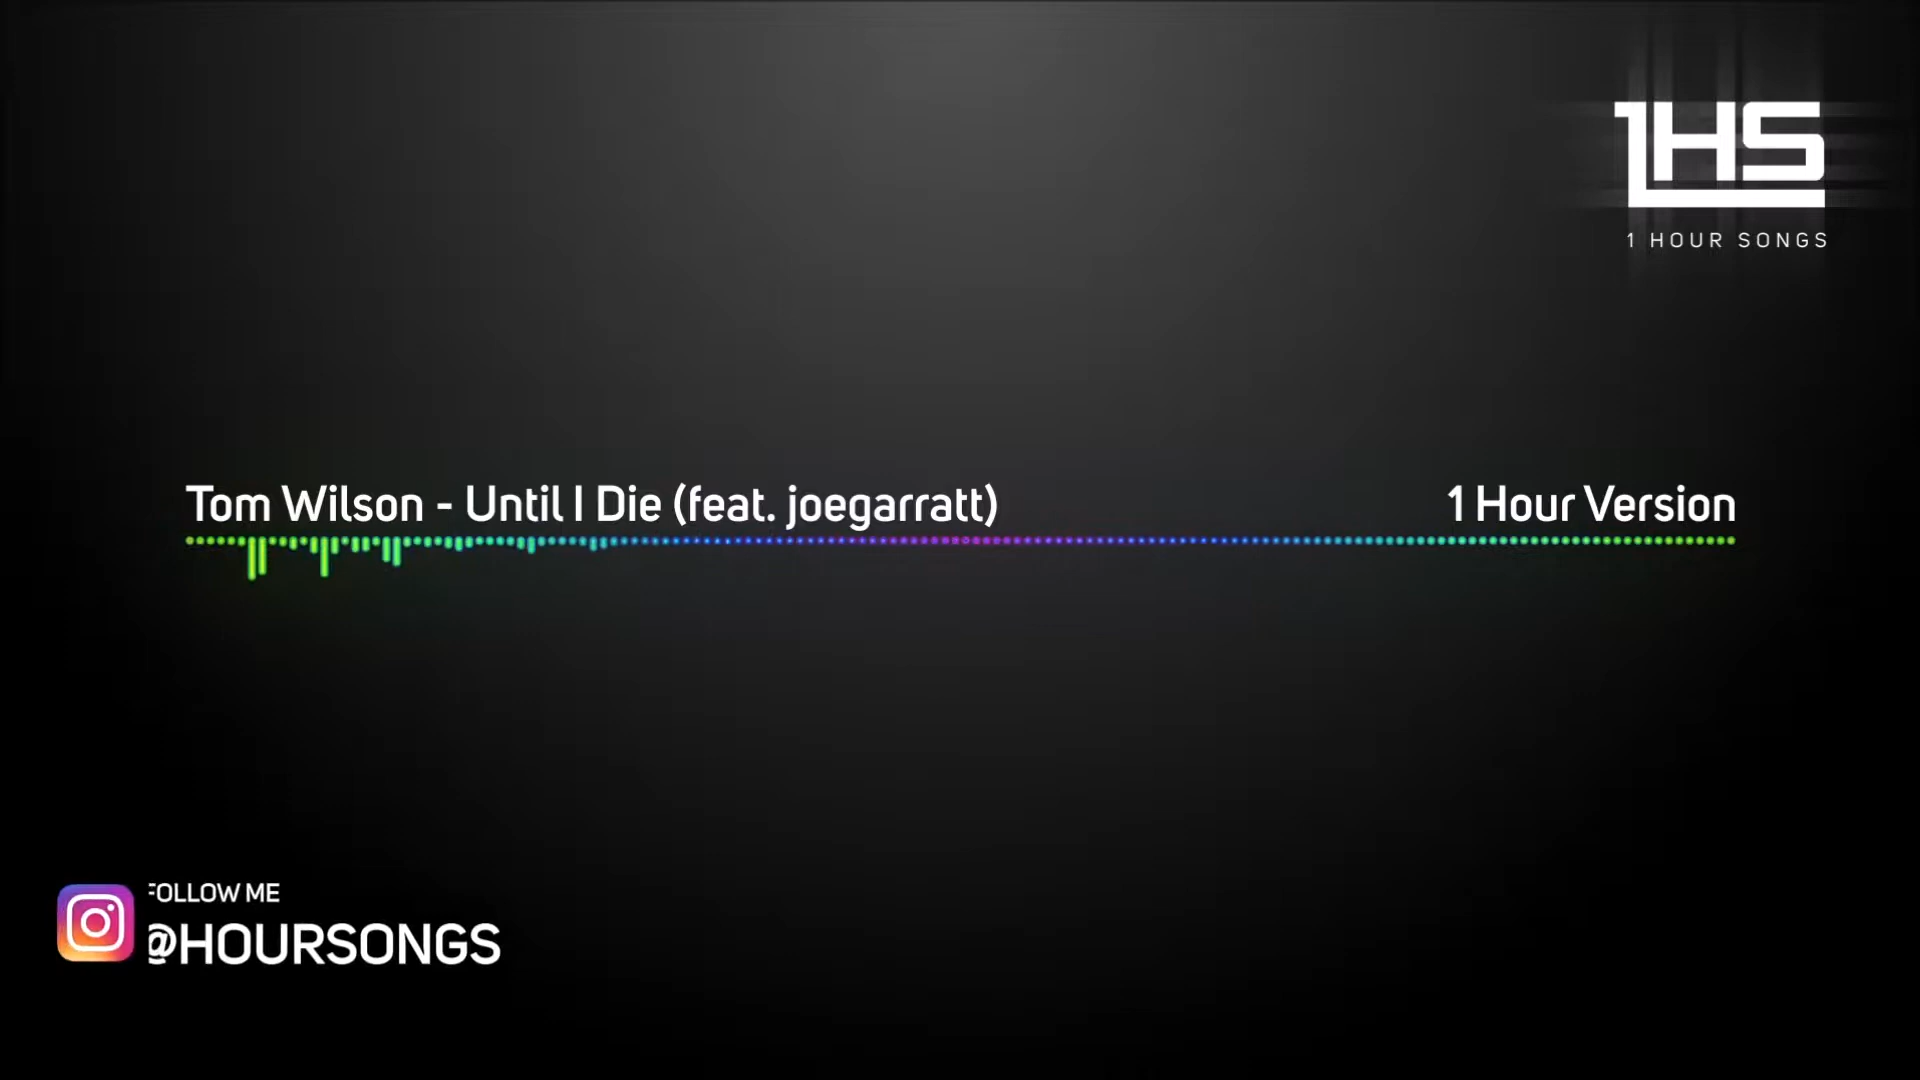 1HS
1 HOUR SONGS
Tom Wilson - Until I Die (feat. joegarratt)
1 Hour Version
FOLLOW ME
@HOURSONGS